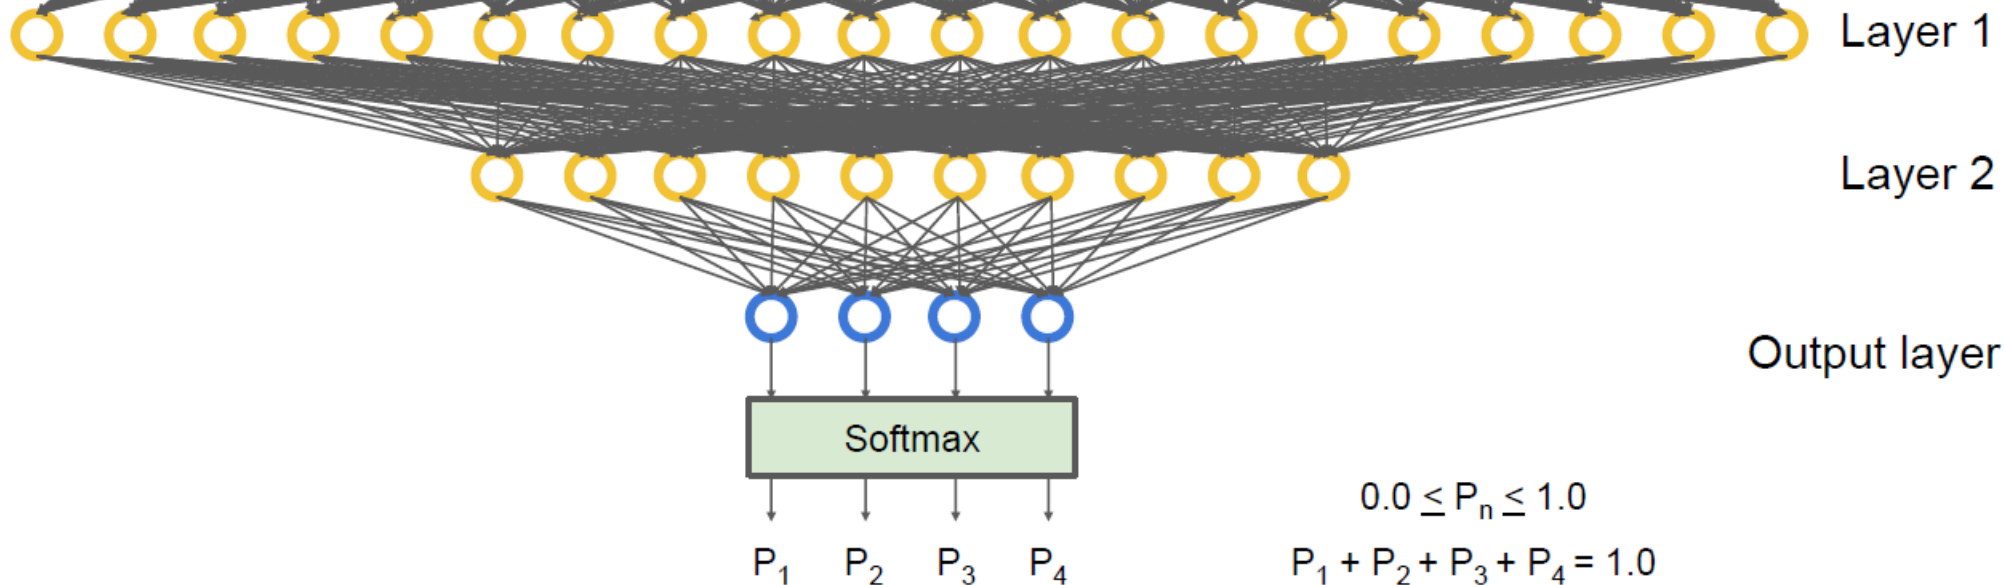 Layer 1
Layer 2
Output layer
Softmax
0.0 ≤ Pₙ ≤ 1.0
P₁ P₂ P₃ P₄
P₁ + P₂ + P₃ + P₄ = 1.0